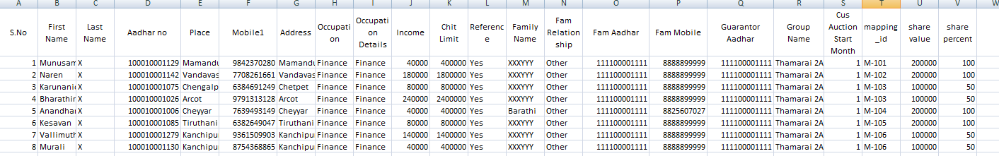 A B C D E F G H I J K L M N O P Q R S T U V W
S.No First Name Last Name Aadhar no Place Mobile1 Address Occupati on Occupati on Details Income Chit Limit Referenc e Family Name Fam Relation ship Fam Aadhar Fam Mobile Guarantor Aadhar Group Name Cus Auction Start Month mapping _id share value share percent
1 Munusam X 100010001129 Mamandu 9842370280 Mamandu Finance Finance 40000 400000 Yes XXXYYY Other 111100001111 8888899999 111100001111 Thamarai 2A 1 M-101 200000 100
2 Naren X 100010001142 Vandavas 7708261661 Vandavas Finance Finance 180000 1800000 Yes XXXYYY Other 111100001111 8888899999 111100001111 Thamarai 2A 1 M-102 200000 100
3 Karunani X 100010001075 Chengalp 6384691249 Chetpet Finance Finance 80000 800000 Yes XXXYYY Other 111100001111 8888899999 111100001111 Thamarai 2A 1 M-103 100000 50
4 Bharathir X 100010001026 Arcot 9791313128 Arcot Finance Finance 240000 2400000 Yes XXXYYY Other 111100001111 8888899999 111100001111 Thamarai 2A 1 M-103 100000 50
5 Anandha X 100010001006 Cheyyar 7639493149 Cheyyar Finance Finance 40000 400000 Yes Barathi Other 111100001111 8825607027 111100001111 Thamarai 2A 1 M-104 200000 100
6 Kesavan X 100010001085 Tiruthani 6382649047 Tiruthani Finance Finance 80000 800000 Yes XXXYYY Other 111100001111 8888899999 111100001111 Thamarai 2A 1 M-105 200000 100
7 Vallimuth X 100010001279 Kanchipu 9361509903 Kanchipu Finance Finance 140000 1400000 Yes XXXYYY Other 111100001111 8888899999 111100001111 Thamarai 2A 1 M-106 100000 50
8 Murali X 100010001130 Kanchipu 8754368865 Kanchipu Finance Finance 40000 400000 Yes XXXYYY Other 111100001111 8888899999 111100001111 Thamarai 2A 1 M-106 100000 50